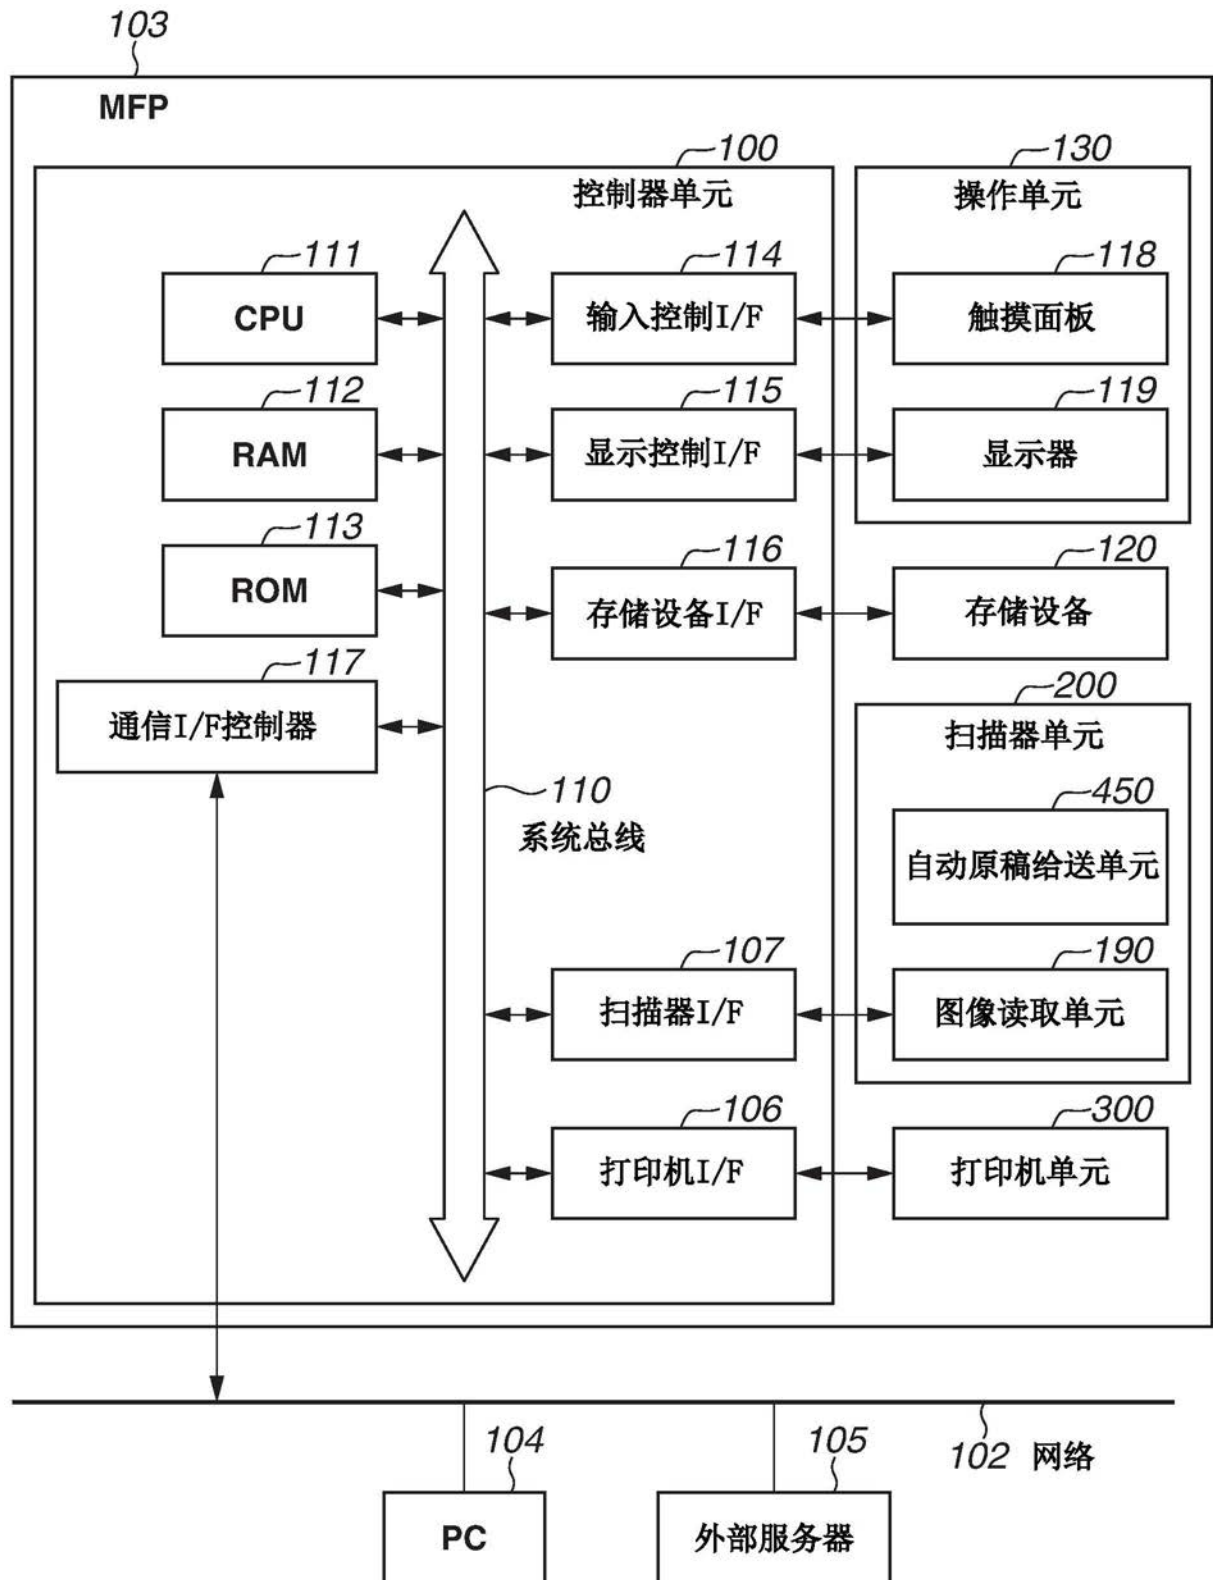 103
MFP
100
控制器单元
130
操作单元
111
CPU
114
输入控制I/F
118
触摸面板
112
RAM
115
显示控制I/F
119
显示器
113
ROM
116
存储设备I/F
120
存储设备
117
通信I/F控制器
200
扫描器单元
110
系统总线
450
自动原稿给送单元
107
扫描器I/F
190
图像读取单元
106
打印机I/F
300
打印机单元
104
PC
105
外部服务器
102 网络